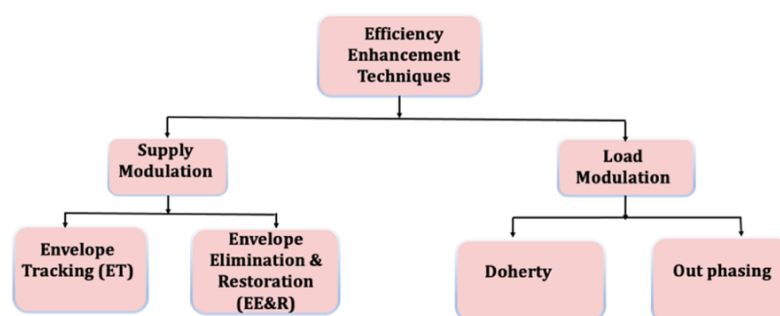 Efficiency
Enhancement
Techniques
Supply
Modulation
Load
Modulation
Envelope
Tracking (ET)
Envelope
Elimination &
Restoration
(EE&R)
Doherty
Out phasing